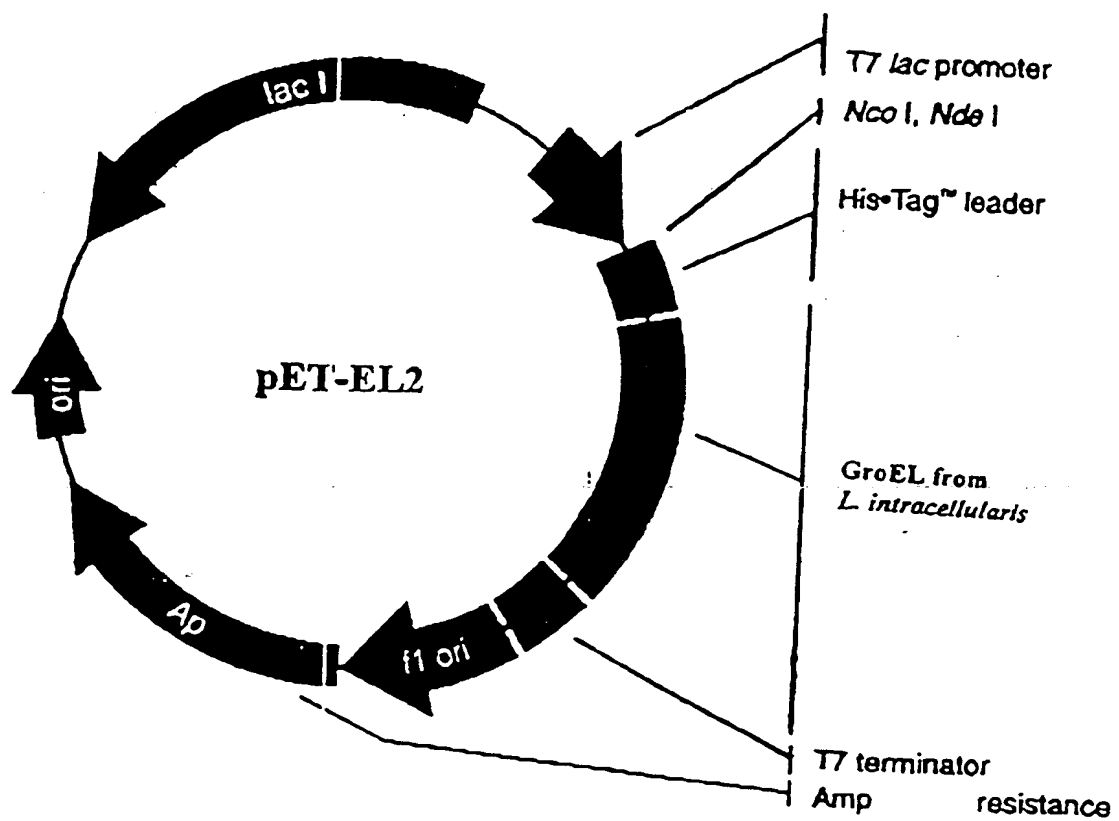 lac I
T7 lac promoter
Nco I, Nde I
His•Tag™ leader
pET-EL2
ori
GroEL from
L. intracellularis
Ap
f1 ori
T7 terminator
Amp resistance